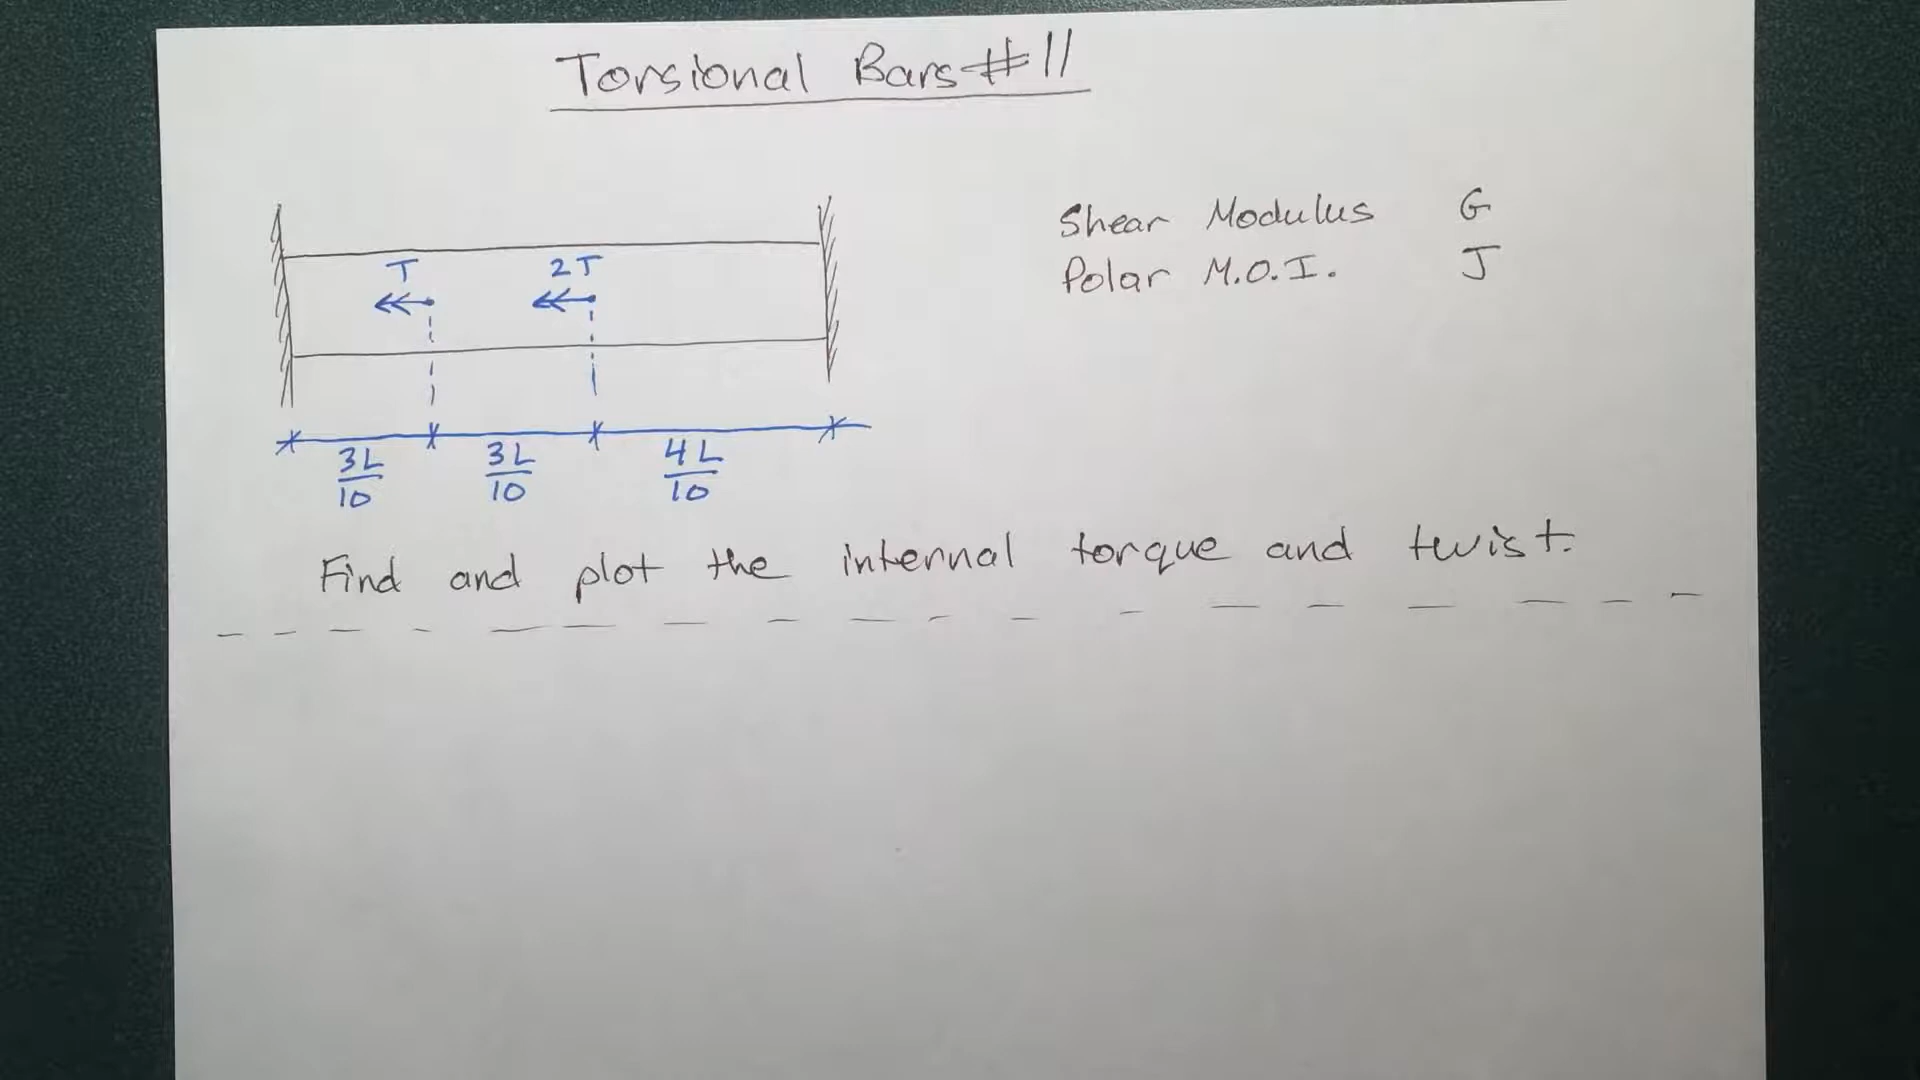 Torsional Bars #11
Shear Modulus G
Polar M.O.I. J
T 2T
3L/10 3L/10 4L/10
Find and plot the internal torque and twist.